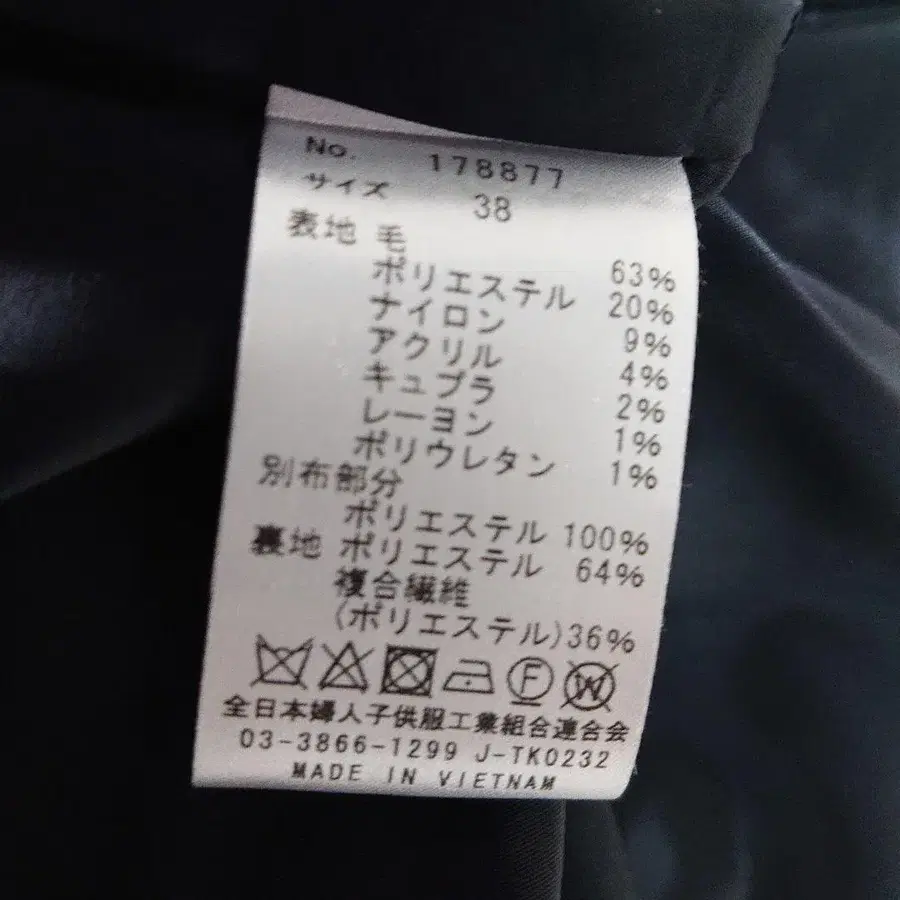 No. 178877
サイズ 38
表地 毛 63%
ポリエステル 20%
ナイロン 9%
アクリル 4%
キュプラ 2%
レーヨン 1%
ポリウレタン 1%
別布部分
ポリエステル 100%
裏地 ポリエステル 64%
複合繊維
(ポリエステル)36%
F W
全日本婦人子供服工業組合連合会
03-3866-1299 J-TK0232
MADE IN VIETNAM